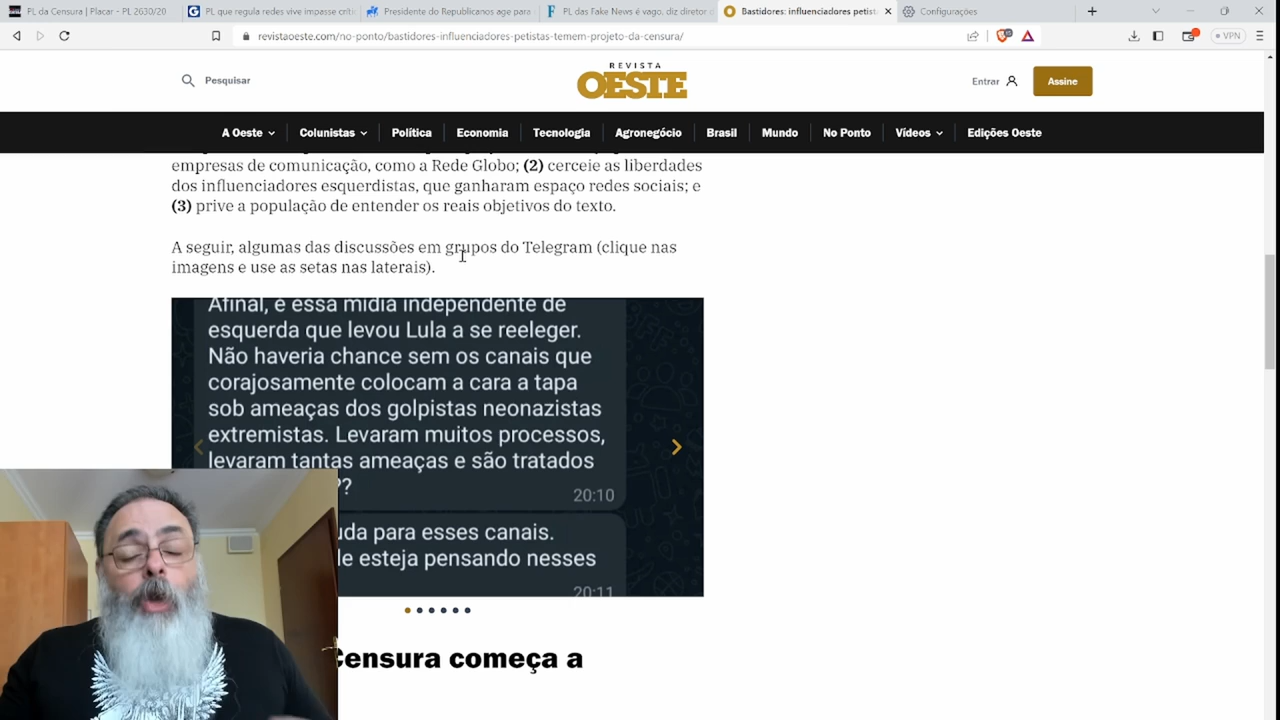 PL da Censura | Placar - PL 2630/20
PL que regula redes vive impasse críti
Presidente do Republicanos age para
PL das Fake News é vago, diz diretor d
Bastidores: influenciadores petist
Configurações
revistaoeste.com/no-ponto/bastidores-influenciadores-petistas-temem-projeto-da-censura/
VPN
Pesquisar
REVISTA
OESTE
Entrar
Assine
A Oeste
Colunistas
Política
Economia
Tecnologia
Agronegócio
Brasil
Mundo
No Ponto
Vídeos
Edições Oeste
empresas de comunicação, como a Rede Globo; (2) cerceie as liberdades
dos influenciadores esquerdistas, que ganharam espaço redes sociais; e
(3) prive a população de entender os reais objetivos do texto.
A seguir, algumas das discussões em grupos do Telegram (clique nas
imagens e use as setas nas laterais).
Afinal, e essa mídia independente de
esquerda que levou Lula a se reeleger.
Não haveria chance sem os canais que
corajosamente colocam a cara a tapa
sob ameaças dos golpistas neonazistas
extremistas. Levaram muitos processos,
levaram tantas ameaças e são tratados
??
20:10
uda para esses canais.
le esteja pensando nesses
20:11
Censura começa a